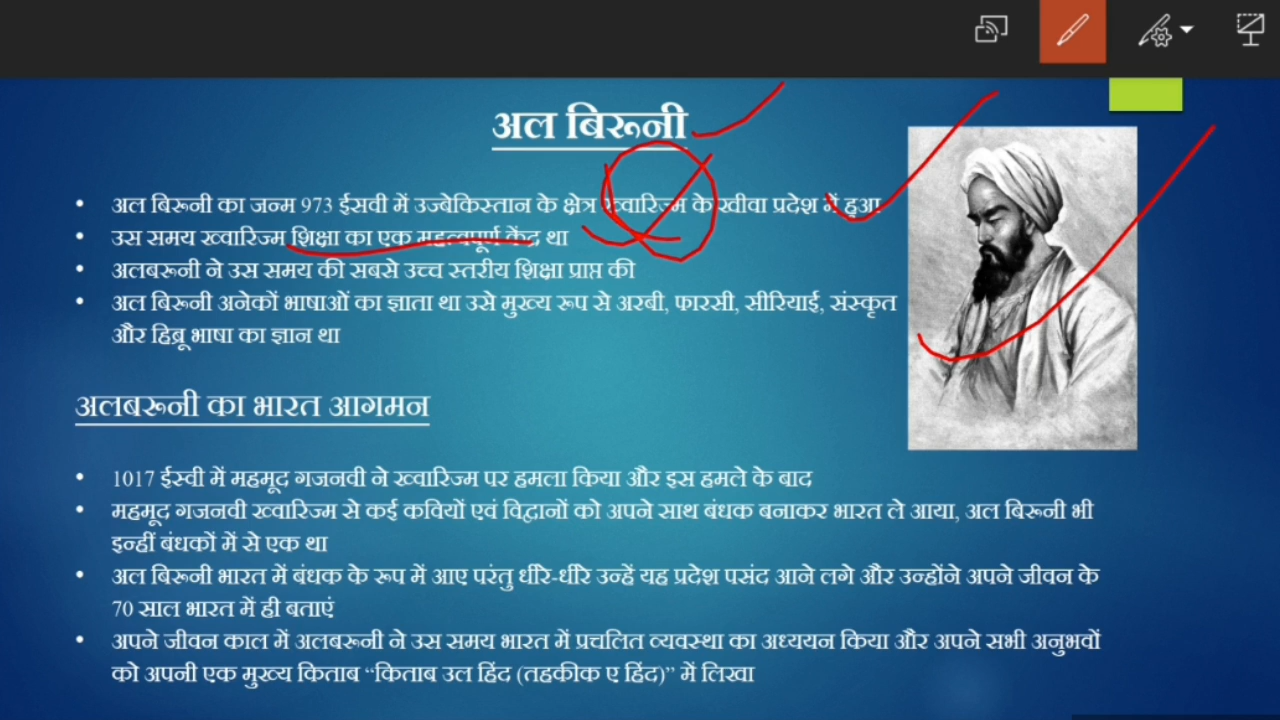 अल बिरूनी
• अल बिरूनी का जन्म 973 ईसवी में उज्बेकिस्तान के क्षेत्र ख्वारिज्म के खीवा प्रदेश में हुआ
• उस समय ख्वारिज्म शिक्षा का एक महत्वपूर्ण केंद्र था
• अलबरूनी ने उस समय की सबसे उच्च स्तरीय शिक्षा प्राप्त की
• अल बिरूनी अनेकों भाषाओं का ज्ञाता था उसे मुख्य रूप से अरबी, फारसी, सीरियाई, संस्कृत
और हिब्रू भाषा का ज्ञान था
अलबरूनी का भारत आगमन
• 1017 ईस्वी में महमूद गजनवी ने ख्वारिज्म पर हमला किया और इस हमले के बाद
• महमूद गजनवी ख्वारिज्म से कई कवियों एवं विद्वानों को अपने साथ बंधक बनाकर भारत ले आया, अल बिरूनी भी
इन्हीं बंधकों में से एक था
• अल बिरूनी भारत में बंधक के रूप में आए परंतु धीरे-धीरे उन्हें यह प्रदेश पसंद आने लगे और उन्होंने अपने जीवन के
70 साल भारत में ही बताएं
• अपने जीवन काल में अलबरूनी ने उस समय भारत में प्रचलित व्यवस्था का अध्ययन किया और अपने सभी अनुभवों
को अपनी एक मुख्य किताब “किताब उल हिंद (तहकीक ए हिंद)” में लिखा